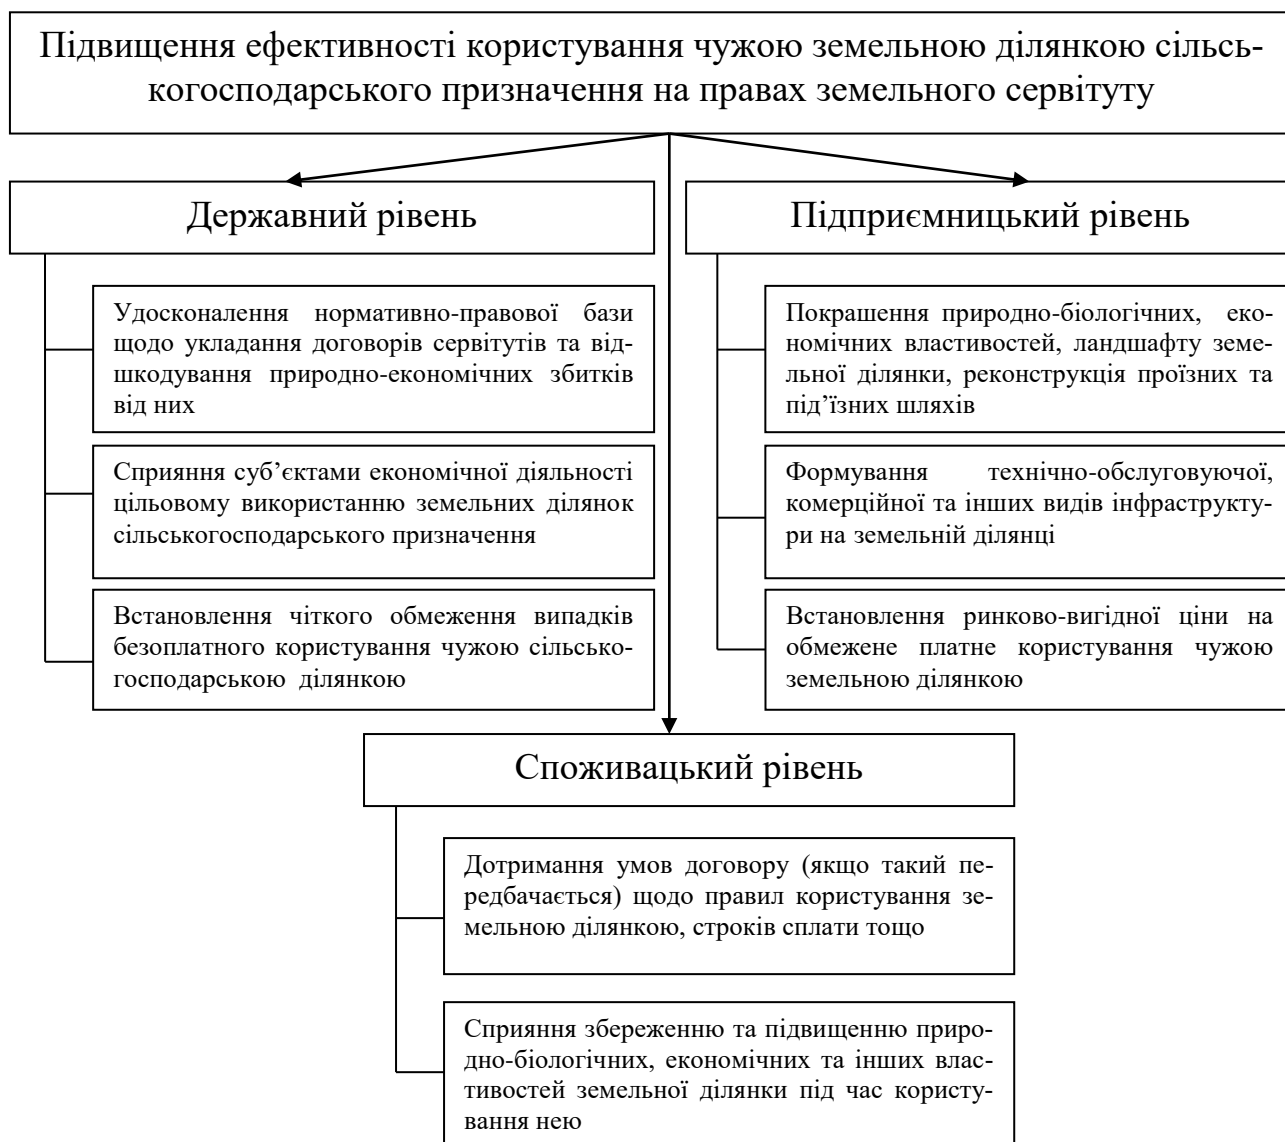 Підвищення ефективності користування чужою земельною ділянкою сільсь-
когосподарського призначення на правах земельного сервітуту
Державний рівень
Удосконалення нормативно-правової бази
щодо укладання договорів сервітутів та від-
шкодування природно-економічних збитків
від них
Сприяння суб’єктами економічної діяльності
цільовому використанню земельних ділянок
сільськогосподарського призначення
Встановлення чіткого обмеження випадків
безоплатного користування чужою сільсько-
господарською ділянкою
Підприємницький рівень
Покрашення природно-біологічних, еко-
номічних властивостей, ландшафту земе-
льної ділянки, реконструкція проїзних та
під’їзних шляхів
Формування технічно-обслуговуючої,
комерційної та інших видів інфраструкту-
ри на земельній ділянці
Встановлення ринково-вигідної ціни на
обмежене платне користування чужою
земельною ділянкою
Споживацький рівень
Дотримання умов договору (якщо такий пе-
редбачається) щодо правил користування зе-
мельною ділянкою, строків сплати тощо
Сприяння збереженню та підвищенню приро-
дно-біологічних, економічних та інших влас-
тивостей земельної ділянки під час користу-
вання нею